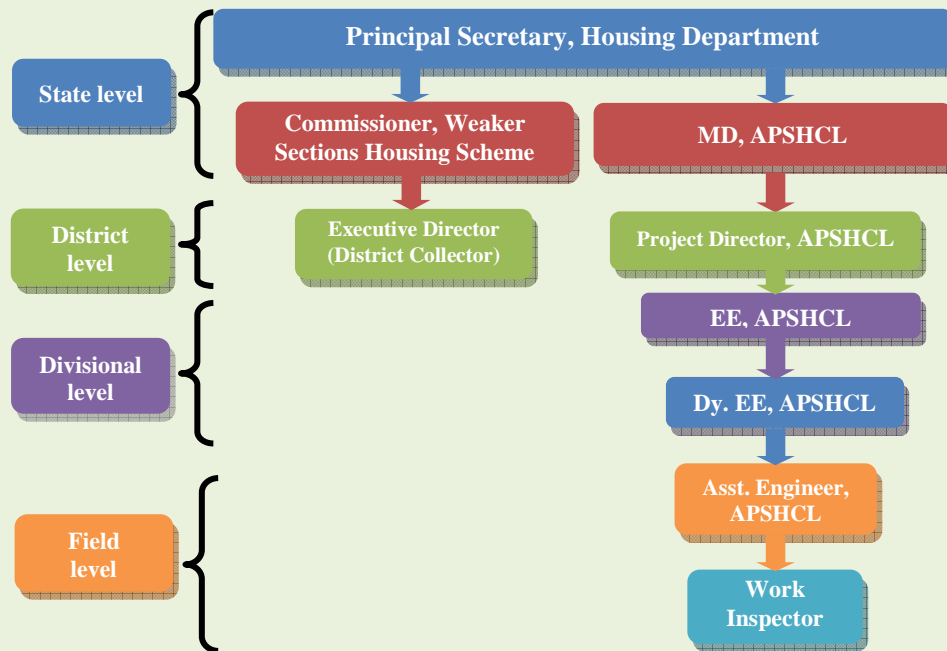 Principal Secretary, Housing Department
State level
Commissioner, Weaker
Sections Housing Scheme
MD, APSHCL
District
level
Executive Director
(District Collector)
Project Director, APSHCL
Divisional
level
EE, APSHCL
Dy. EE, APSHCL
Field
level
Asst. Engineer,
APSHCL
Work
Inspector